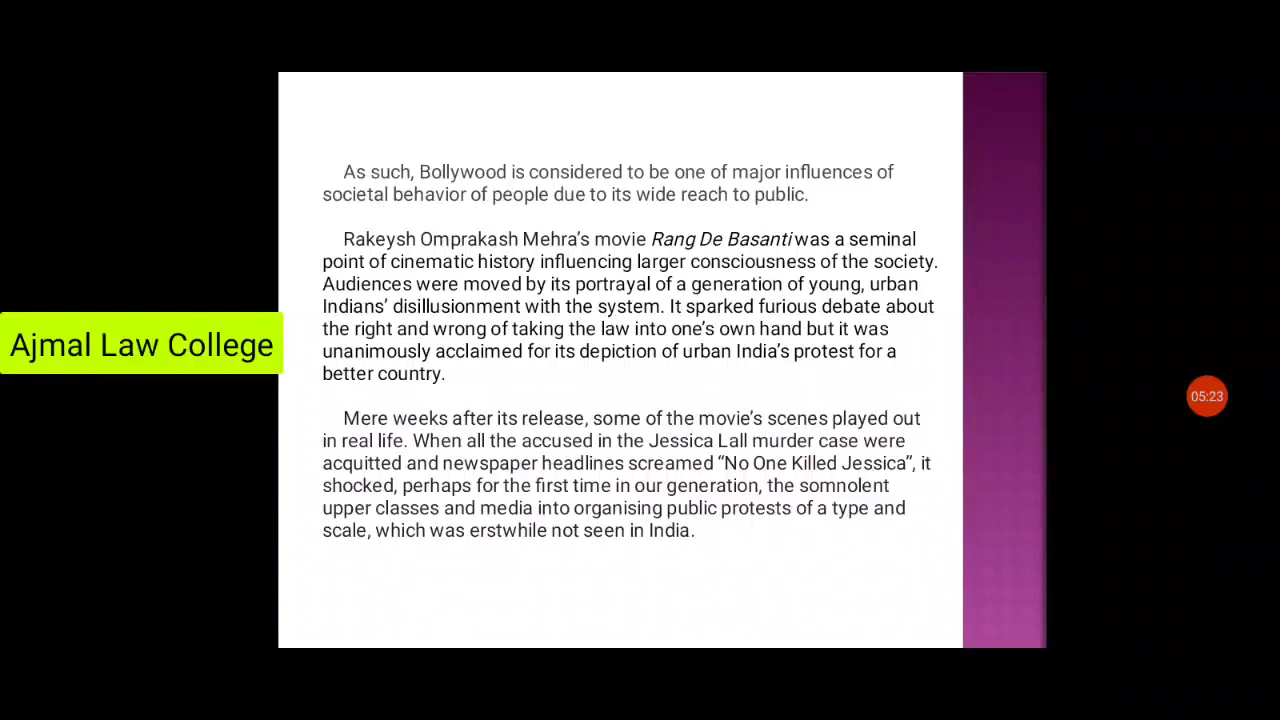 As such, Bollywood is considered to be one of major influences of
societal behavior of people due to its wide reach to public.
Rakeysh Omprakash Mehra's movie Rang De Basanti was a seminal
point of cinematic history influencing larger consciousness of the society.
Audiences were moved by its portrayal of a generation of young, urban
Indians' disillusionment with the system. It sparked furious debate about
the right and wrong of taking the law into one's own hand but it was
unanimously acclaimed for its depiction of urban India's protest for a
better country.
Mere weeks after its release, some of the movie's scenes played out
in real life. When all the accused in the Jessica Lall murder case were
acquitted and newspaper headlines screamed “No One Killed Jessica”, it
shocked, perhaps for the first time in our generation, the somnolent
upper classes and media into organising public protests of a type and
scale, which was erstwhile not seen in India.
Ajmal Law College
05:23